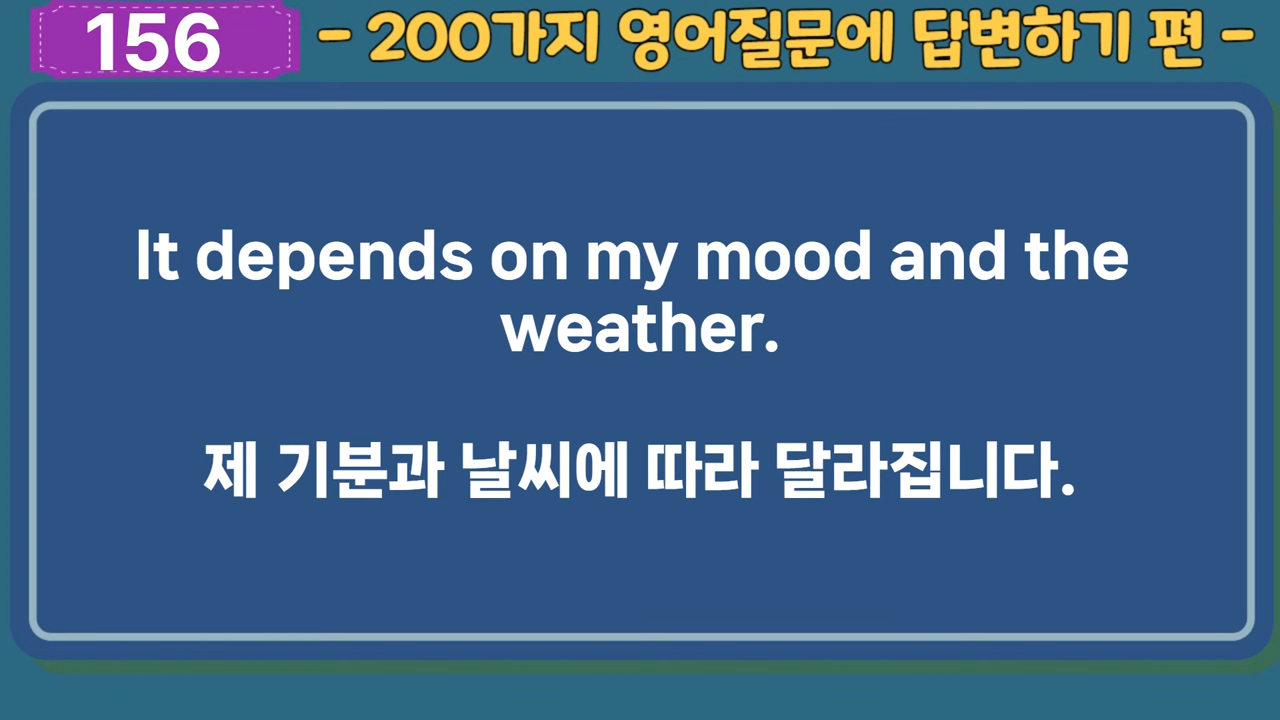 156
- 200가지 영어질문에 답변하기 편 -
It depends on my mood and the
weather.
제 기분과 날씨에 따라 달라집니다.